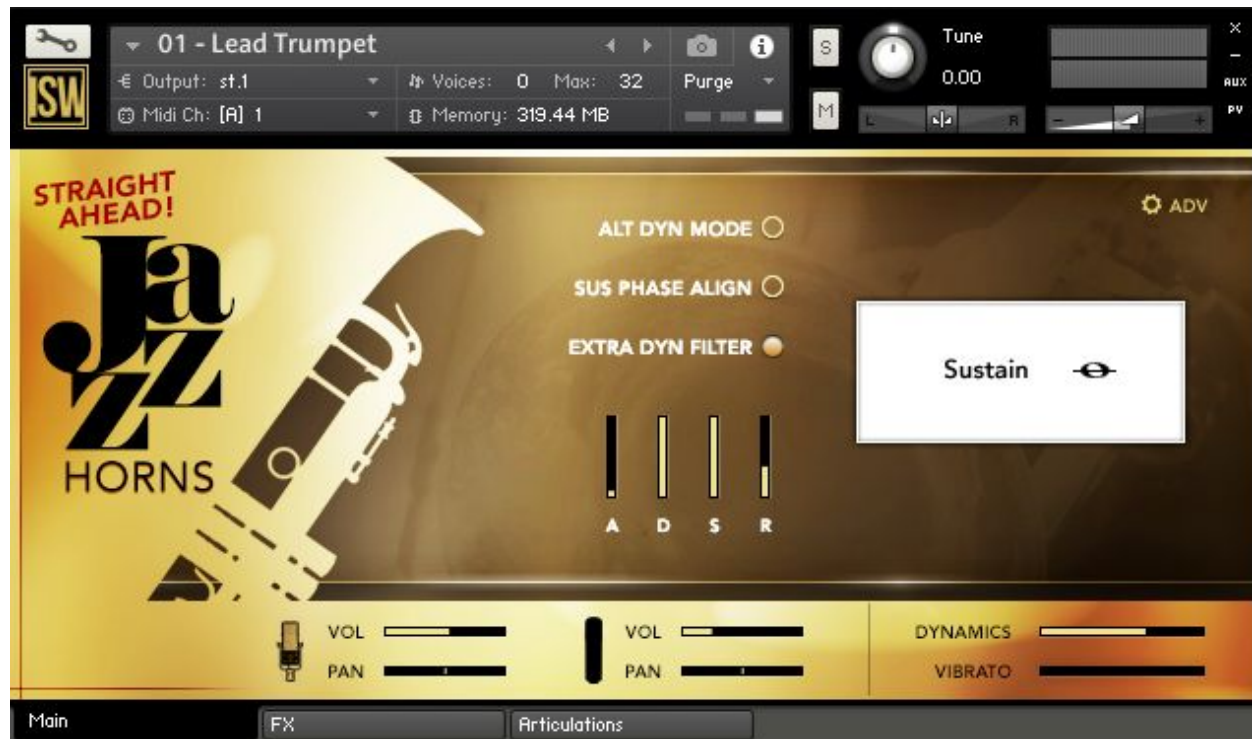 01 - Lead Trumpet
Output: st.1
Voices: 0 Max: 32
Purge
Midi Ch: [A] 1
Memory: 319.44 MB
S
M
Tune
0.00
L
R
-
+
×
-
AUX
PV
ISW
STRAIGHT
AHEAD!
Jazz
HORNS
ALT DYN MODE
SUS PHASE ALIGN
EXTRA DYN FILTER
A D S R
ADV
Sustain
VOL
PAN
VOL
PAN
DYNAMICS
VIBRATO
Main
FX
Articulations